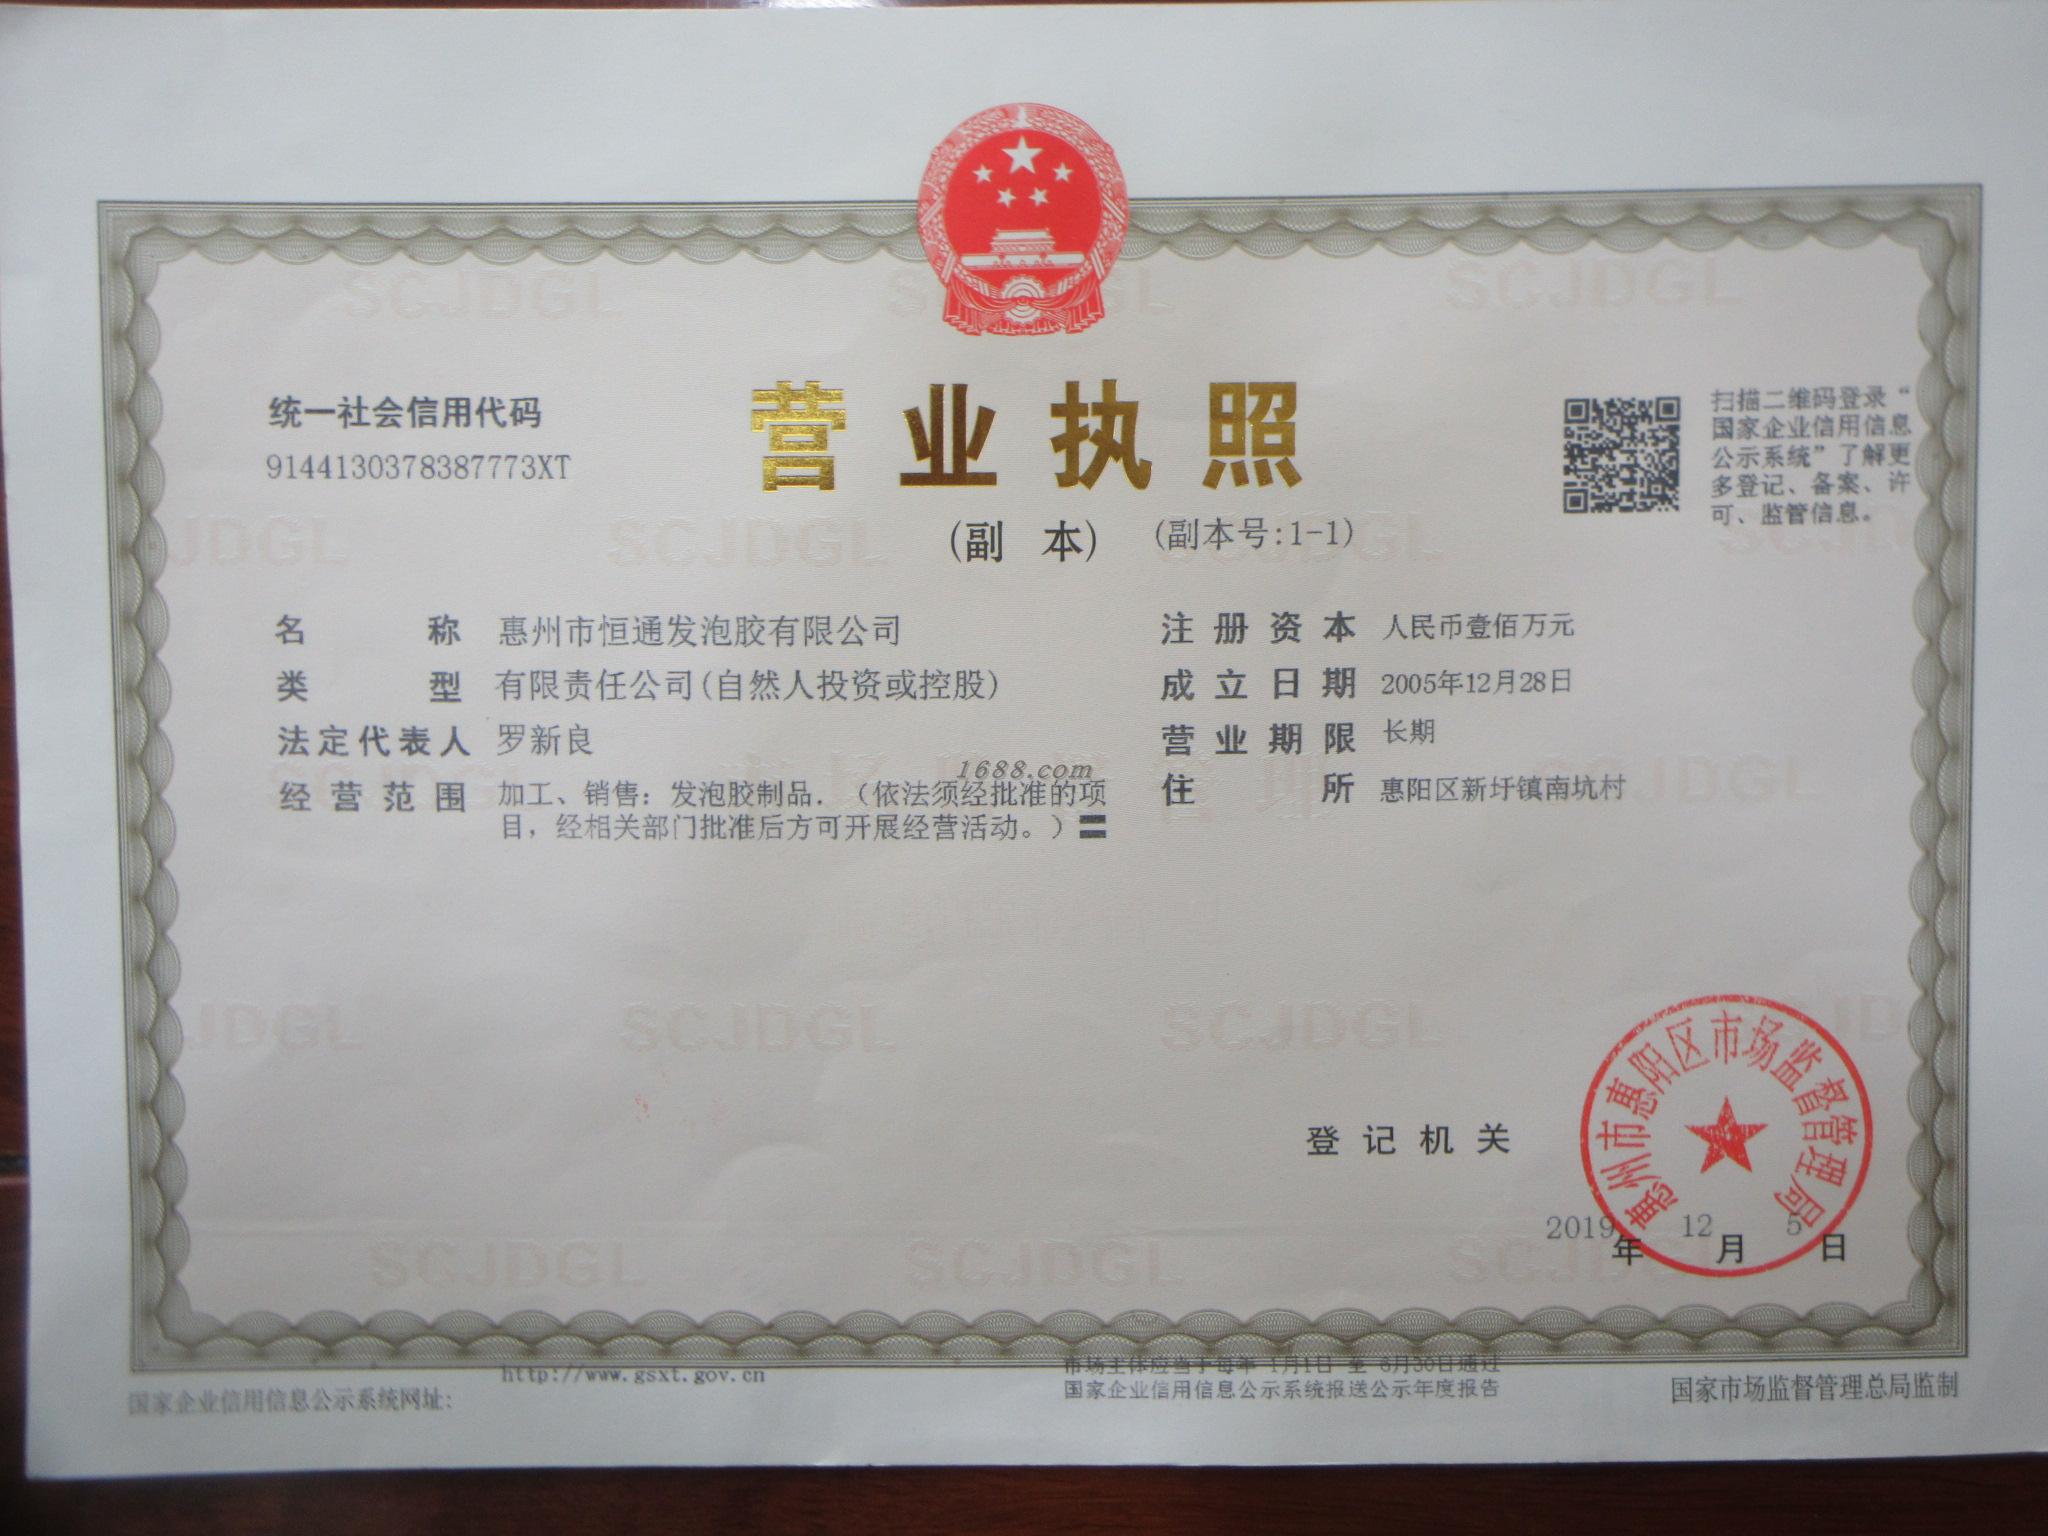 统一社会信用代码
9144130378387773XT
营业执照
(副 本) (副本号:1-1)
扫描二维码登录“
国家企业信用信息
公示系统”了解更
多登记、备案、许
可、监管信息。
名称 惠州市恒通发泡胶有限公司
类型 有限责任公司(自然人投资或控股)
法定代表人 罗新良
经营范围 加工、销售：发泡胶制品．（依法须经批准的项
目，经相关部门批准后方可开展经营活动。）
1688.com
注册资本 人民币壹佰万元
成立日期 2005年12月28日
营业期限 长期
住所 惠阳区新圩镇南坑村
登记机关
惠州市惠阳区市场监督管理局
2019年12月5日
SCJDGL
国家企业信用信息公示系统网址：
http://www.gsxt.gov.cn
市场主体应当于每年 1月1日 至 6月30日通过
国家企业信用信息公示系统报送公示年度报告
国家市场监督管理总局监制